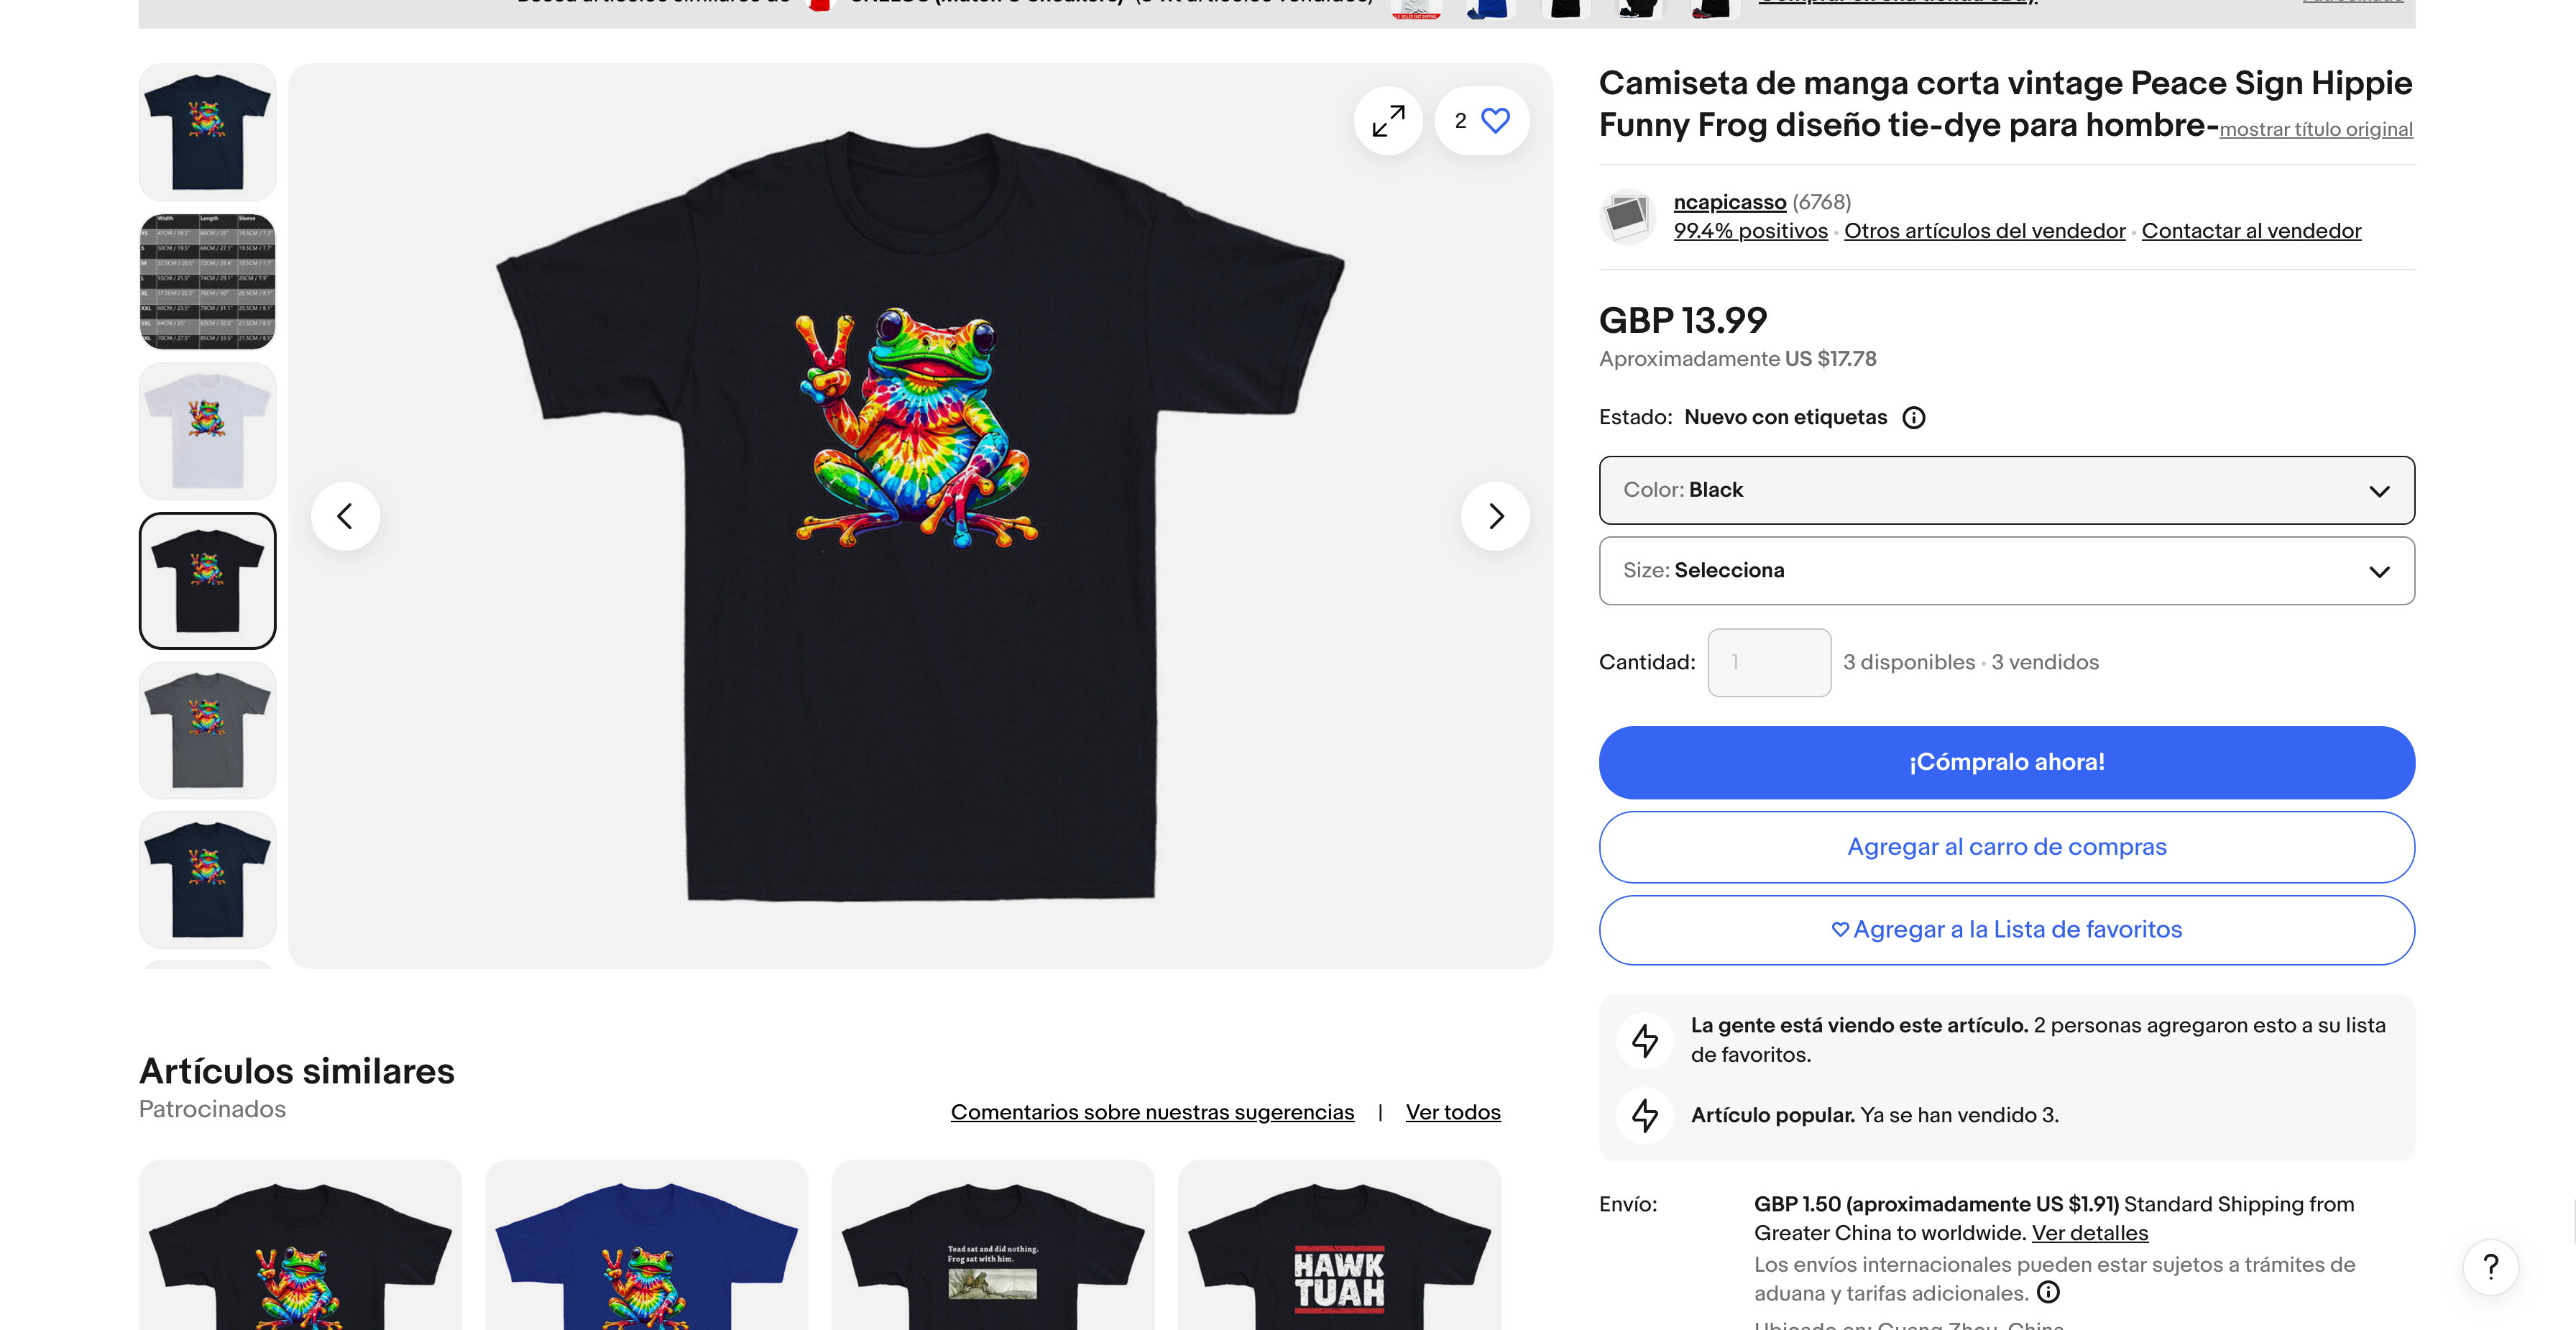 Camiseta de manga corta vintage Peace Sign Hippie
Funny Frog diseño tie-dye para hombre-mostrar título original
ncapicasso (6768)
99.4% positivos • Otros artículos del vendedor • Contactar al vendedor
GBP 13.99
Aproximadamente US $17.78
Estado: Nuevo con etiquetas
Color: Black
Size: Selecciona
Cantidad: 1 3 disponibles • 3 vendidos
¡Cómpralo ahora!
Agregar al carro de compras
Agregar a la Lista de favoritos
La gente está viendo este artículo. 2 personas agregaron esto a su lista
de favoritos.
Artículo popular. Ya se han vendido 3.
Envío: GBP 1.50 (aproximadamente US $1.91) Standard Shipping from
Greater China to worldwide. Ver detalles
Los envíos internacionales pueden estar sujetos a trámites de
aduana y tarifas adicionales.
2
Width Length Sleeve
Artículos similares
Patrocinados
Comentarios sobre nuestras sugerencias | Ver todos
Toad sat and did nothing.
Frog sat with him.
HAWK
TUAH
?